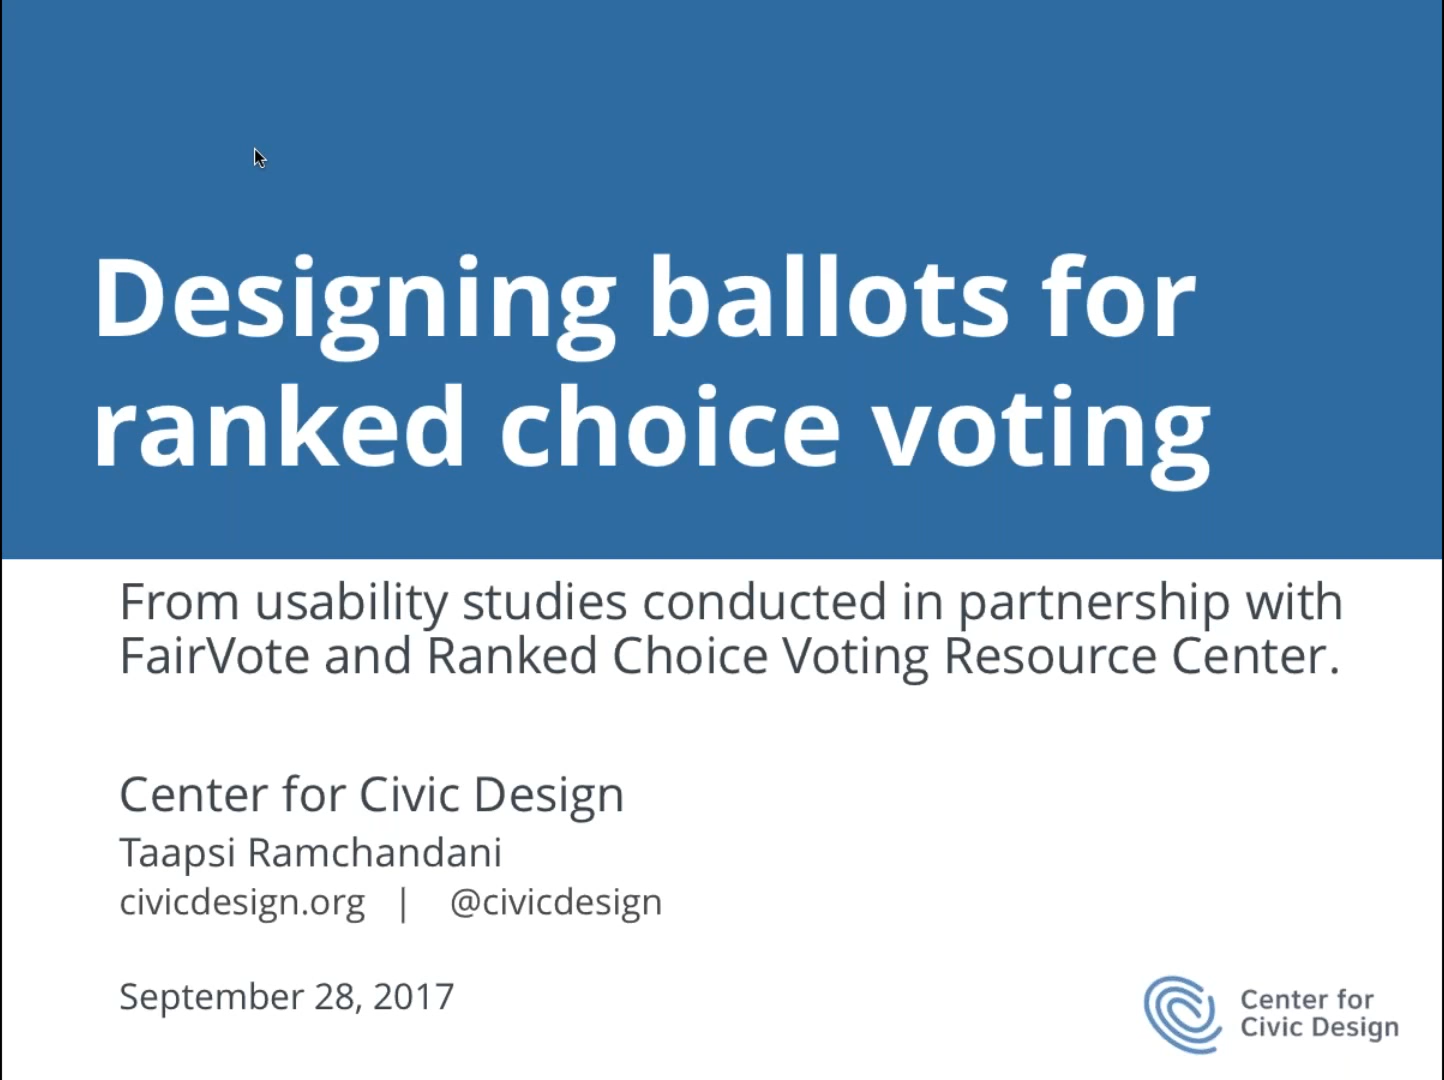 Designing ballots for
ranked choice voting
From usability studies conducted in partnership with
FairVote and Ranked Choice Voting Resource Center.
Center for Civic Design
Taapsi Ramchandani
civicdesign.org | @civicdesign
September 28, 2017
Center for
Civic Design